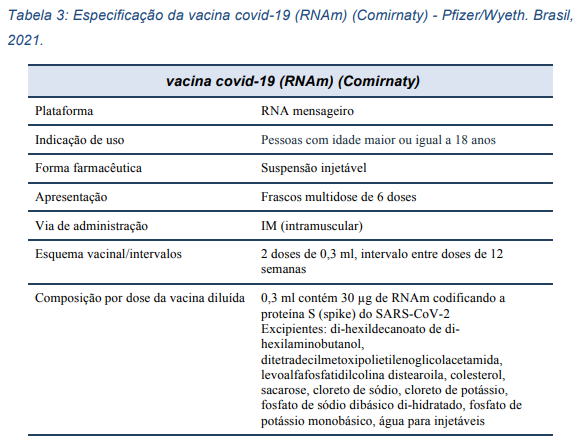 Tabela 3: Especificação da vacina covid-19 (RNAm) (Comirnaty) - Pfizer/Wyeth. Brasil,
2021.
vacina covid-19 (RNAm) (Comirnaty)
Plataforma RNA mensageiro
Indicação de uso Pessoas com idade maior ou igual a 18 anos
Forma farmacêutica Suspensão injetável
Apresentação Frascos multidose de 6 doses
Via de administração IM (intramuscular)
Esquema vacinal/intervalos 2 doses de 0,3 ml, intervalo entre doses de 12
semanas
Composição por dose da vacina diluída 0,3 ml contém 30 µg de RNAm codificando a
proteína S (spike) do SARS-CoV-2
Excipientes: di-hexildecanoato de di-
hexilaminobutanol,
ditetradecilmetoxipolietilenoglicolacetamida,
levoalfafosfatidilcolina distearoila, colesterol,
sacarose, cloreto de sódio, cloreto de potássio,
fosfato de sódio dibásico di-hidratado, fosfato de
potássio monobásico, água para injetáveis